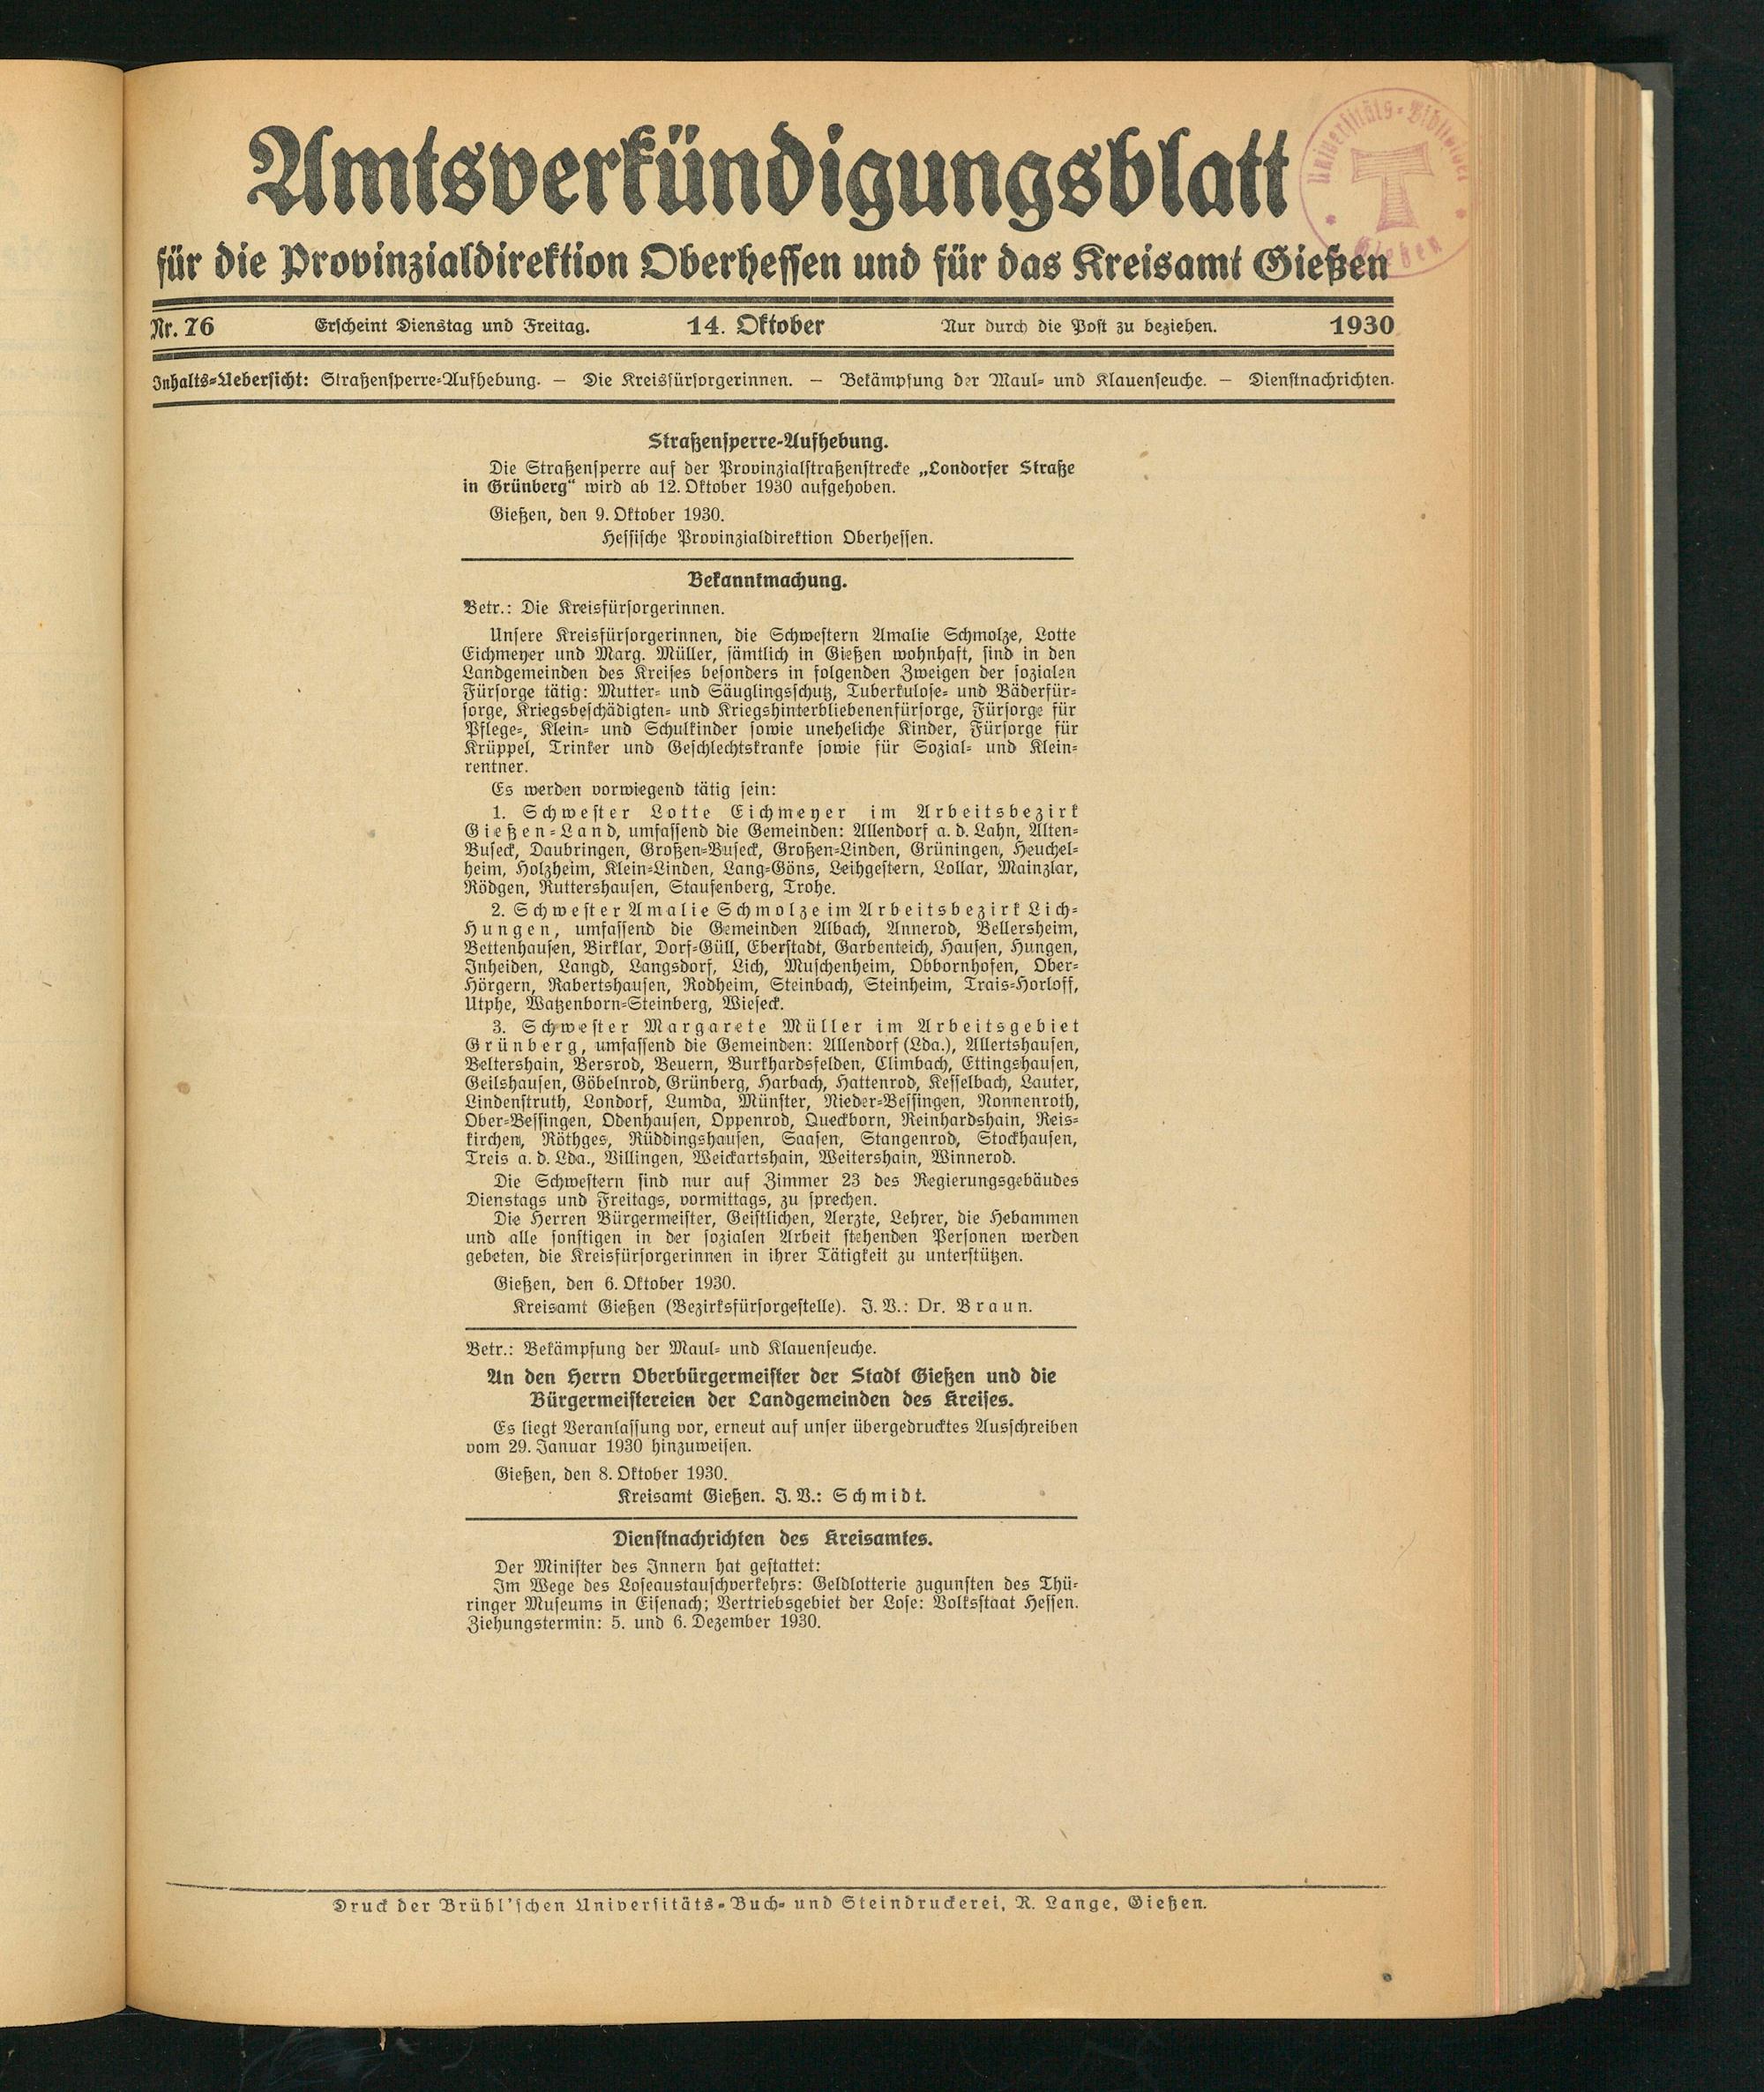 Amtsverkündigungsblatt
für die Provinzialdirektion Oberhessen und für das Kreisamt Gießen
Universitäts-Bibliothek Gießen
Nr. 76 Erscheint Dienstag und Freitag. 14. Oktober Nur durch die Post zu beziehen. 1930
Inhalts-Uebersicht: Straßensperre-Aufhebung. — Die Kreisfürsorgerinnen. — Bekämpfung der Maul- und Klauenseuche. — Dienstnachrichten.
Straßensperre-Aufhebung.
Die Straßensperre auf der Provinzialstraßenstrecke „Londorfer Straße
in Grünberg“ wird ab 12. Oktober 1930 aufgehoben.
Gießen, den 9. Oktober 1930.
Hessische Provinzialdirektion Oberhessen.
Bekanntmachung.
Betr.: Die Kreisfürsorgerinnen.
Unsere Kreisfürsorgerinnen, die Schwestern Amalie Schmolze, Lotte
Eichmeyer und Marg. Müller, sämtlich in Gießen wohnhaft, sind in den
Landgemeinden des Kreises besonders in folgenden Zweigen der sozialen
Fürsorge tätig: Mutter- und Säuglingsschutz, Tuberkulose- und Bäderfür-
sorge, Kriegsbeschädigten- und Kriegshinterbliebenenfürsorge, Fürsorge für
Pflege-, Klein- und Schulkinder sowie uneheliche Kinder, Fürsorge für
Krüppel, Trinker und Geschlechtskranke sowie für Sozial- und Klein-
rentner.
Es werden vorwiegend tätig sein:
1. Schwester Lotte Eichmeyer im Arbeitsbezirk
Gießen-Land, umfassend die Gemeinden: Allendorf a. d. Lahn, Alten-
Buseck, Daubringen, Großen-Buseck, Großen-Linden, Grüningen, Heuchel-
heim, Holzheim, Klein-Linden, Lang-Göns, Leihgestern, Lollar, Mainzlar,
Rödgen, Ruttershausen, Staufenberg, Trohe.
2. Schwester Amalie Schmolze im Arbeitsbezirk Lich-
Hungen, umfassend die Gemeinden Albach, Annerod, Bellersheim,
Bettenhausen, Birklar, Dorf-Güll, Eberstadt, Garbenteich, Hausen, Hungen,
Inheiden, Langd, Langsdorf, Lich, Muschenheim, Obbornhofen, Ober-
Hörgern, Rabertshausen, Rodheim, Steinbach, Steinheim, Trais-Horloff,
Utphe, Watzenborn-Steinberg, Wieseck.
3. Schwester Margarete Müller im Arbeitsgebiet
Grünberg, umfassend die Gemeinden: Allendorf (Lda.), Allertshausen,
Beltershain, Bersrod, Beuern, Burkhardsfelden, Climbach, Ettingshausen,
Geilshausen, Göbelnrod, Grünberg, Harbach, Hattenrod, Kesselbach, Lauter,
Lindenstruth, Londorf, Lumda, Münster, Nieder-Bessingen, Nonnenroth,
Ober-Bessingen, Odenhausen, Oppenrod, Queckborn, Reinhardshain, Reis-
kirchen, Röthges, Rüddingshausen, Saasen, Stangenrod, Stockhausen,
Treis a. d. Lda., Villingen, Weickartshain, Weitershain, Winnerod.
Die Schwestern sind nur auf Zimmer 23 des Regierungsgebäudes
Dienstags und Freitags, vormittags, zu sprechen.
Die Herren Bürgermeister, Geistlichen, Aerzte, Lehrer, die Hebammen
und alle sonstigen in der sozialen Arbeit stehenden Personen werden
gebeten, die Kreisfürsorgerinnen in ihrer Tätigkeit zu unterstützen.
Gießen, den 6. Oktober 1930.
Kreisamt Gießen (Bezirksfürsorgestelle). J. V.: Dr. Braun.
Betr.: Bekämpfung der Maul- und Klauenseuche.
An den Herrn Oberbürgermeister der Stadt Gießen und die
Bürgermeistereien der Landgemeinden des Kreises.
Es liegt Veranlassung vor, erneut auf unser übergedrucktes Ausschreiben
vom 29. Januar 1930 hinzuweisen.
Gießen, den 8. Oktober 1930.
Kreisamt Gießen. J. V.: Schmidt.
Dienstnachrichten des Kreisamtes.
Der Minister des Innern hat gestattet:
Im Wege des Loseaustauschverkehrs: Geldlotterie zugunsten des Thü-
ringer Museums in Eisenach; Vertriebsgebiet der Lose: Volksstaat Hessen.
Ziehungstermin: 5. und 6. Dezember 1930.
Druck der Brühl'schen Universitäts-Buch- und Steindruckerei, R. Lange, Gießen.